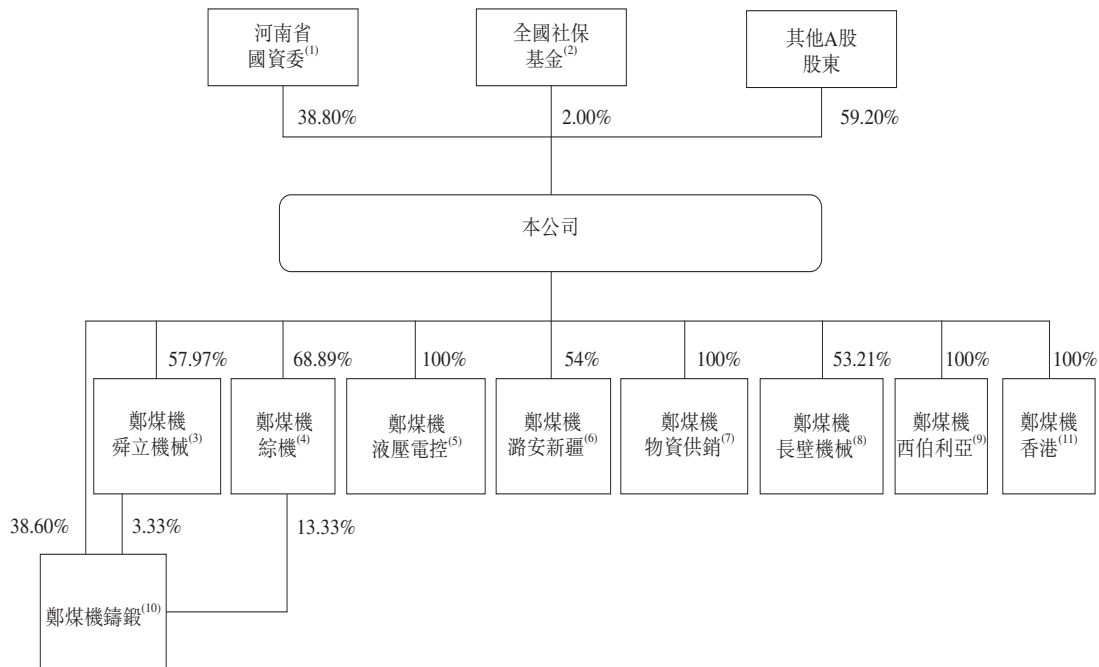 河南省
國資委(1)
全國社保
基金(2)
其他A股
股東
38.80%
2.00%
59.20%
本公司
57.97%
68.89%
100%
54%
100%
53.21%
100%
100%
鄭煤機
舜立機械(3)
鄭煤機
綜機(4)
鄭煤機
液壓電控(5)
鄭煤機
潞安新疆(6)
鄭煤機
物資供銷(7)
鄭煤機
長壁機械(8)
鄭煤機
西伯利亞(9)
鄭煤機
香港(11)
38.60%
3.33%
13.33%
鄭煤機鑄鍛(10)